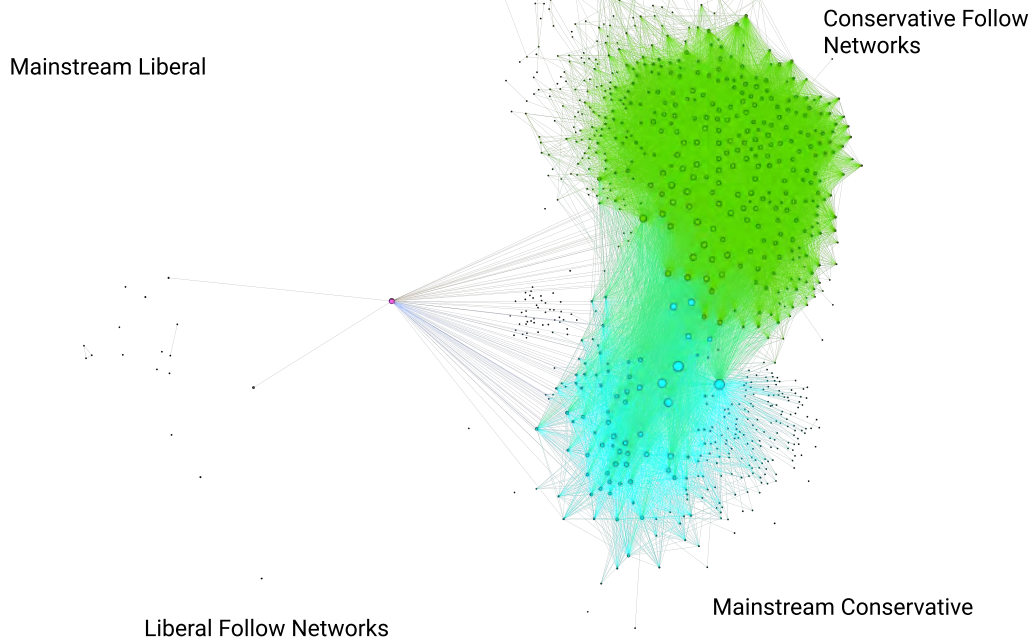 Conservative Follow
Networks
Mainstream Liberal
Mainstream Conservative
Liberal Follow Networks